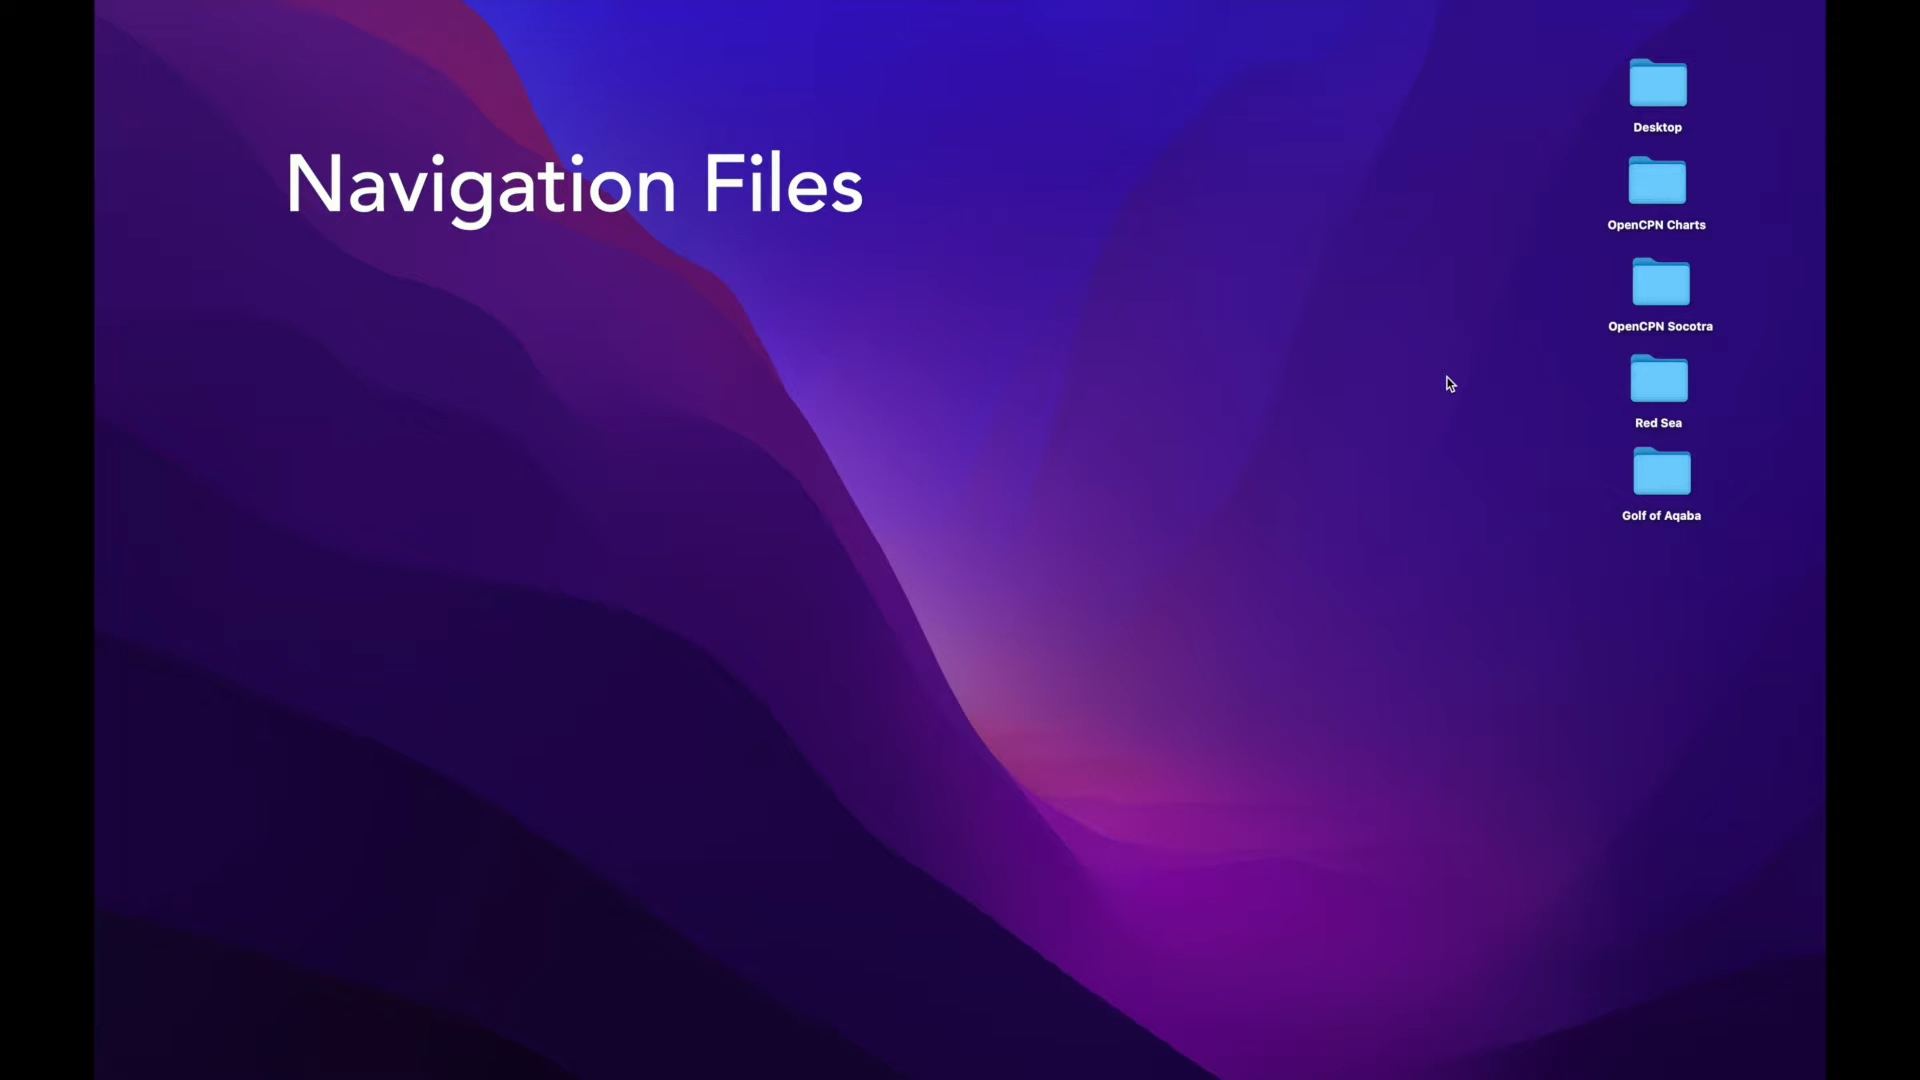 Navigation Files
Desktop
OpenCPN Charts
OpenCPN Socotra
Red Sea
Golf of Aqaba